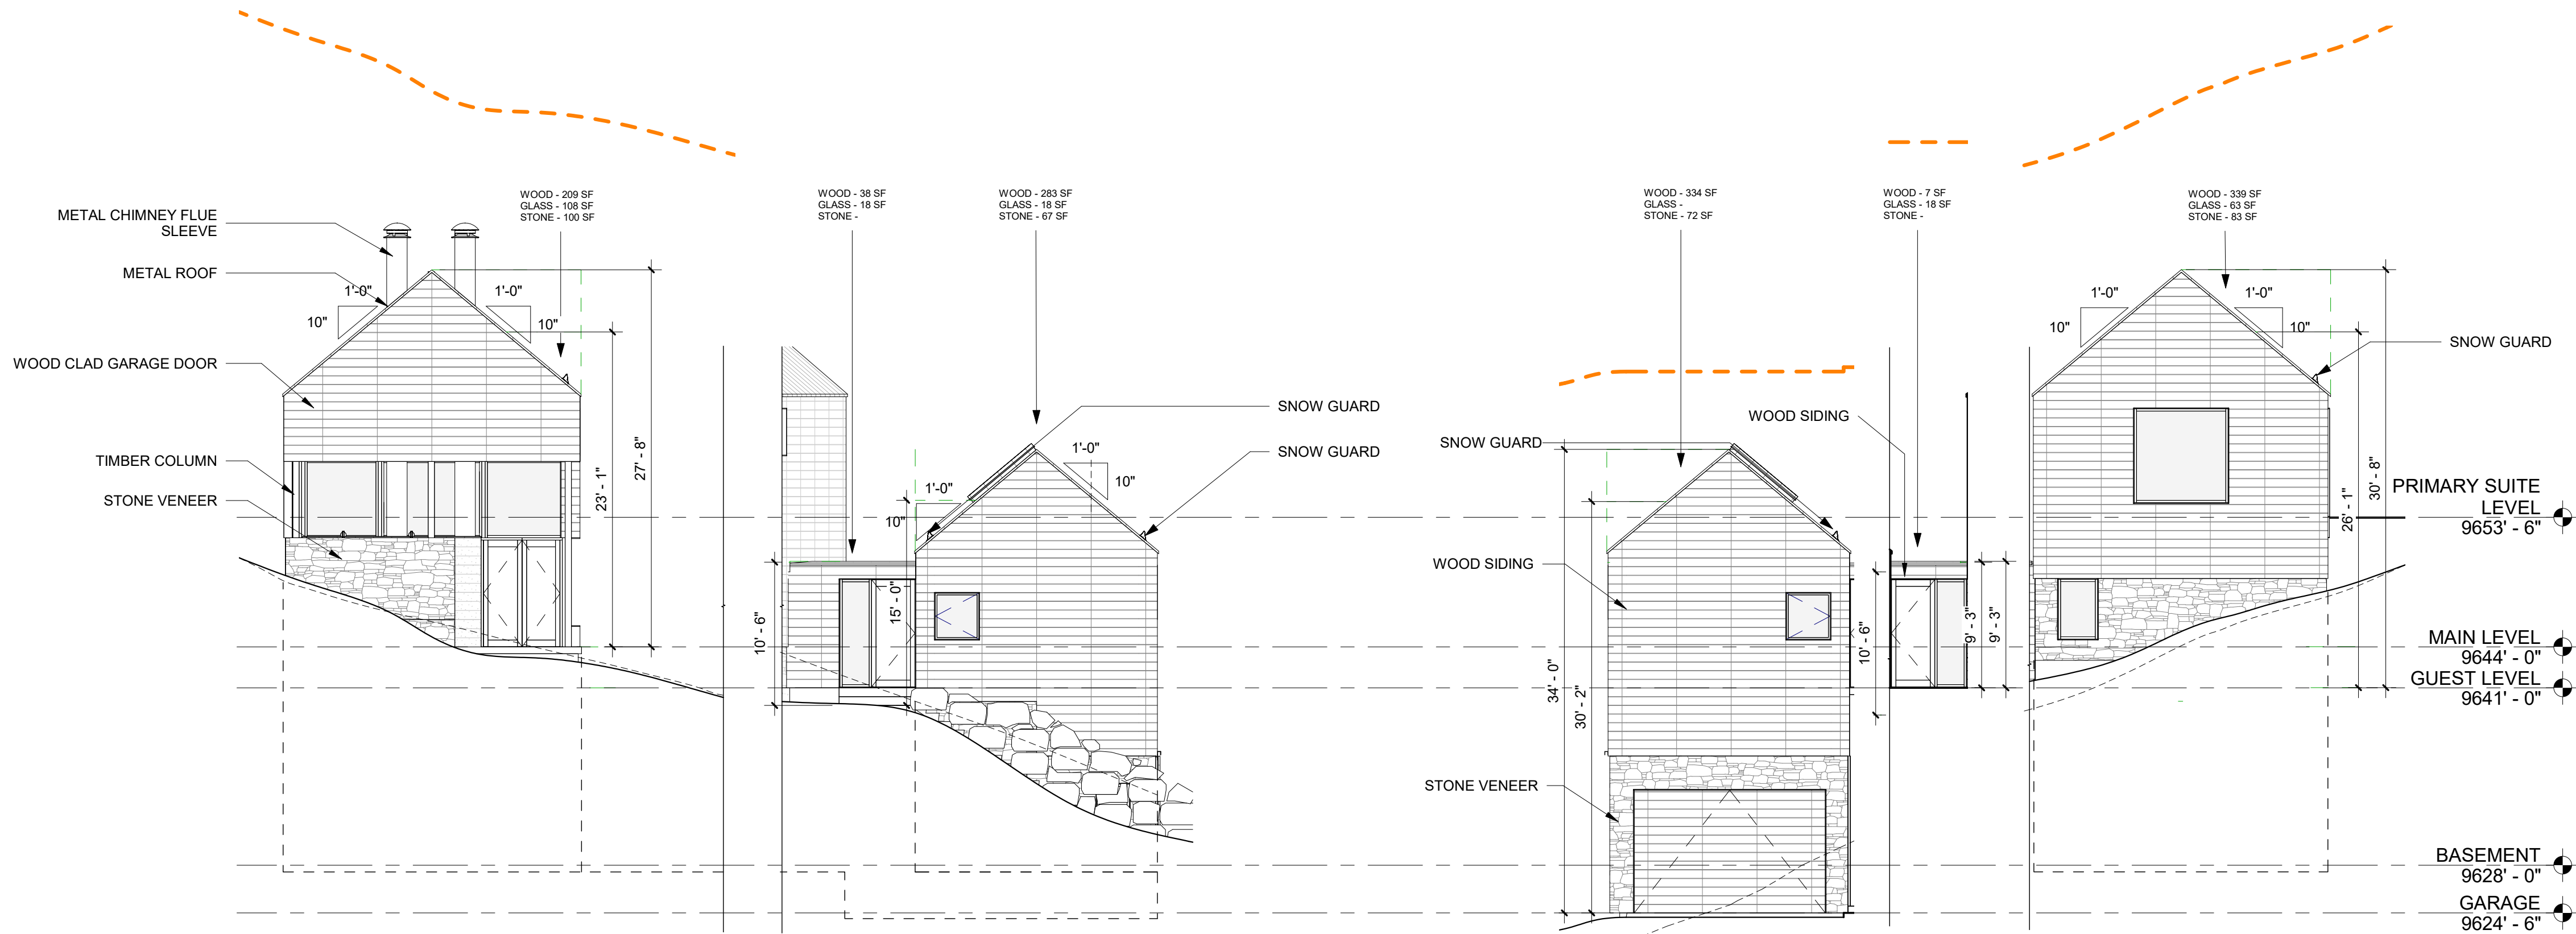 WOOD - 209 SF
GLASS - 108 SF
STONE - 100 SF
WOOD - 38 SF
GLASS - 18 SF
STONE -
WOOD - 283 SF
GLASS - 18 SF
STONE - 67 SF
WOOD - 334 SF
GLASS -
STONE - 72 SF
WOOD - 7 SF
GLASS - 18 SF
STONE -
WOOD - 339 SF
GLASS - 63 SF
STONE - 83 SF
METAL CHIMNEY FLUE
SLEEVE
METAL ROOF
1'-0"
10"
1'-0"
10"
WOOD CLAD GARAGE DOOR
TIMBER COLUMN
STONE VENEER
23' - 1"
27' - 8"
10' - 6"
15' - 0"
1'-0"
10"
1'-0"
10"
SNOW GUARD
SNOW GUARD
SNOW GUARD
WOOD SIDING
WOOD SIDING
STONE VENEER
34' - 0"
30' - 2"
10' - 6"
9' - 3"
9' - 3"
1'-0"
10"
1'-0"
10"
SNOW GUARD
26' - 1"
30' - 8"
PRIMARY SUITE
LEVEL
9653' - 6"
MAIN LEVEL
9644' - 0"
GUEST LEVEL
9641' - 0"
BASEMENT
9628' - 0"
GARAGE
9624' - 6"